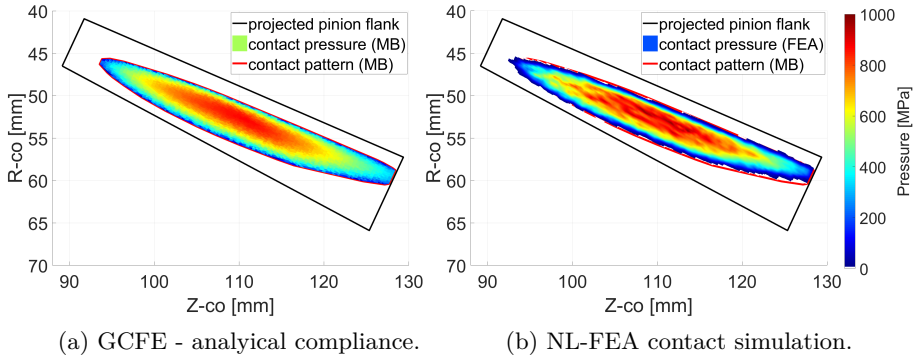 projected pinion flank
contact pressure (MB)
contact pattern (MB)
40
45
50
55
60
65
70
R-co [mm]
90
100
110
120
130
Z-co [mm]
(a) GCFE - analyical compliance.
projected pinion flank
contact pressure (FEA)
contact pattern (MB)
40
45
50
55
60
65
70
R-co [mm]
90
100
110
120
130
Z-co [mm]
1000
800
600
400
200
0
Pressure [MPa]
(b) NL-FEA contact simulation.